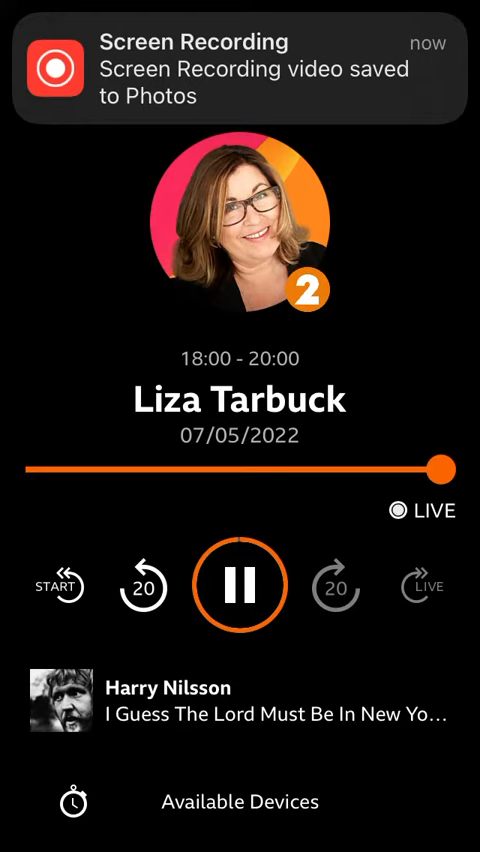 Screen Recording
now
Screen Recording video saved
to Photos
2
18:00 - 20:00
Liza Tarbuck
07/05/2022
LIVE
START
20
20
LIVE
Harry Nilsson
I Guess The Lord Must Be In New Yo...
Available Devices